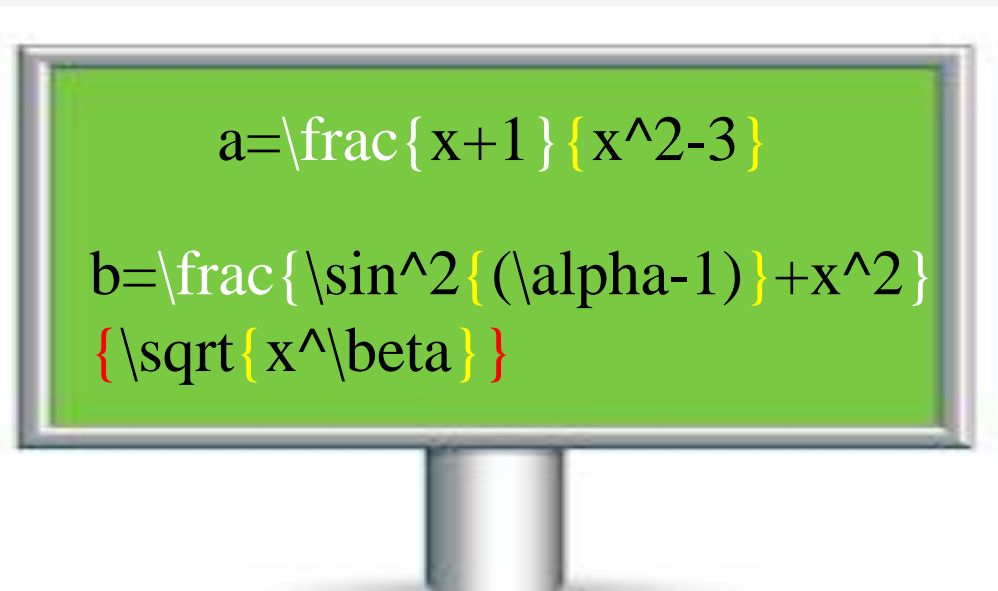 a=\frac{x+1}{x^2-3}
b=\frac{\sin^2{(\alpha-1)}+x^2}
{\sqrt{x^\beta}}